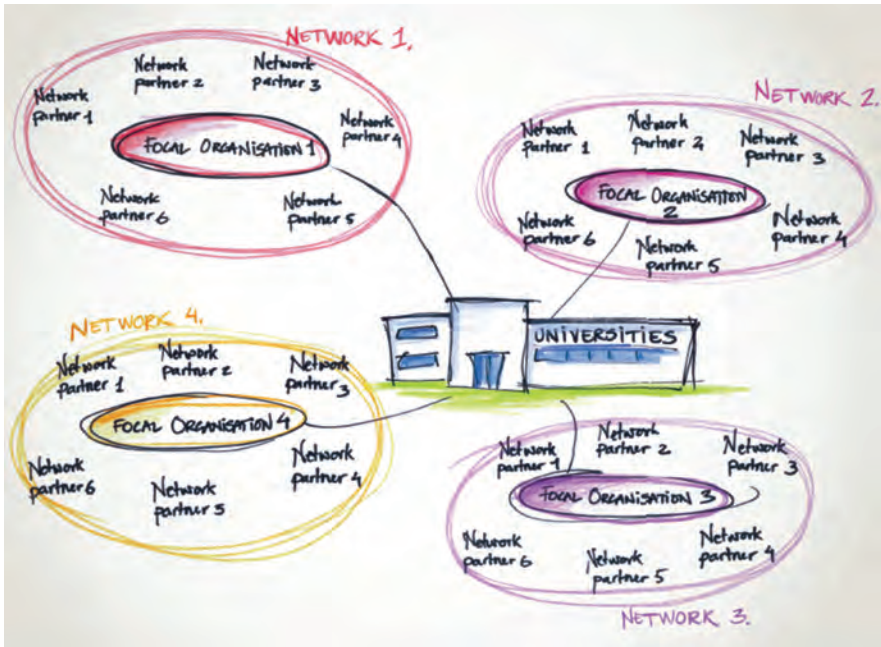 NETWORK 1.
Network
partner 1
Network
partner 2
Network
partner 3
Network
partner 4
FOCAL ORGANISATION 1
Network
partner 6
Network
partner 5
NETWORK 2.
Network
partner 1
Network
partner 2
Network
partner 3
FOCAL ORGANISATION
2
Network
partner 6
Network
partner 5
Network
partner 4
UNIVERSITIES
NETWORK 4.
Network
partner 1
Network
partner 2
Network
partner 3
FOCAL ORGANISATION 4
Network
partner 6
Network
partner 5
Network
partner 4
Network
partner 1
Network
partner 2
Network
partner 3
FOCAL ORGANISATION 3
Network
partner 6
Network
partner 5
Network
partner 4
NETWORK 3.